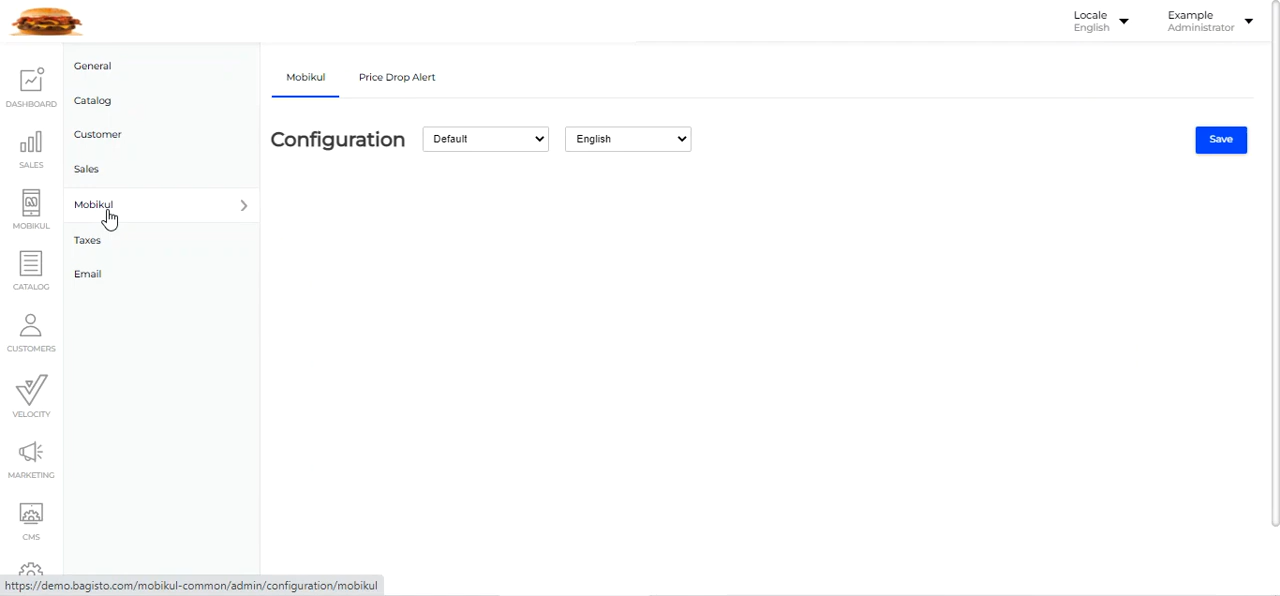 Locale
English
Example
Administrator
DASHBOARD
SALES
MOBIKUL
CATALOG
CUSTOMERS
VELOCITY
MARKETING
CMS
General
Catalog
Customer
Sales
Mobikul
Taxes
Email
Mobikul Price Drop Alert
Configuration Default English Save
https://demo.bagisto.com/mobikul-common/admin/configuration/mobikul